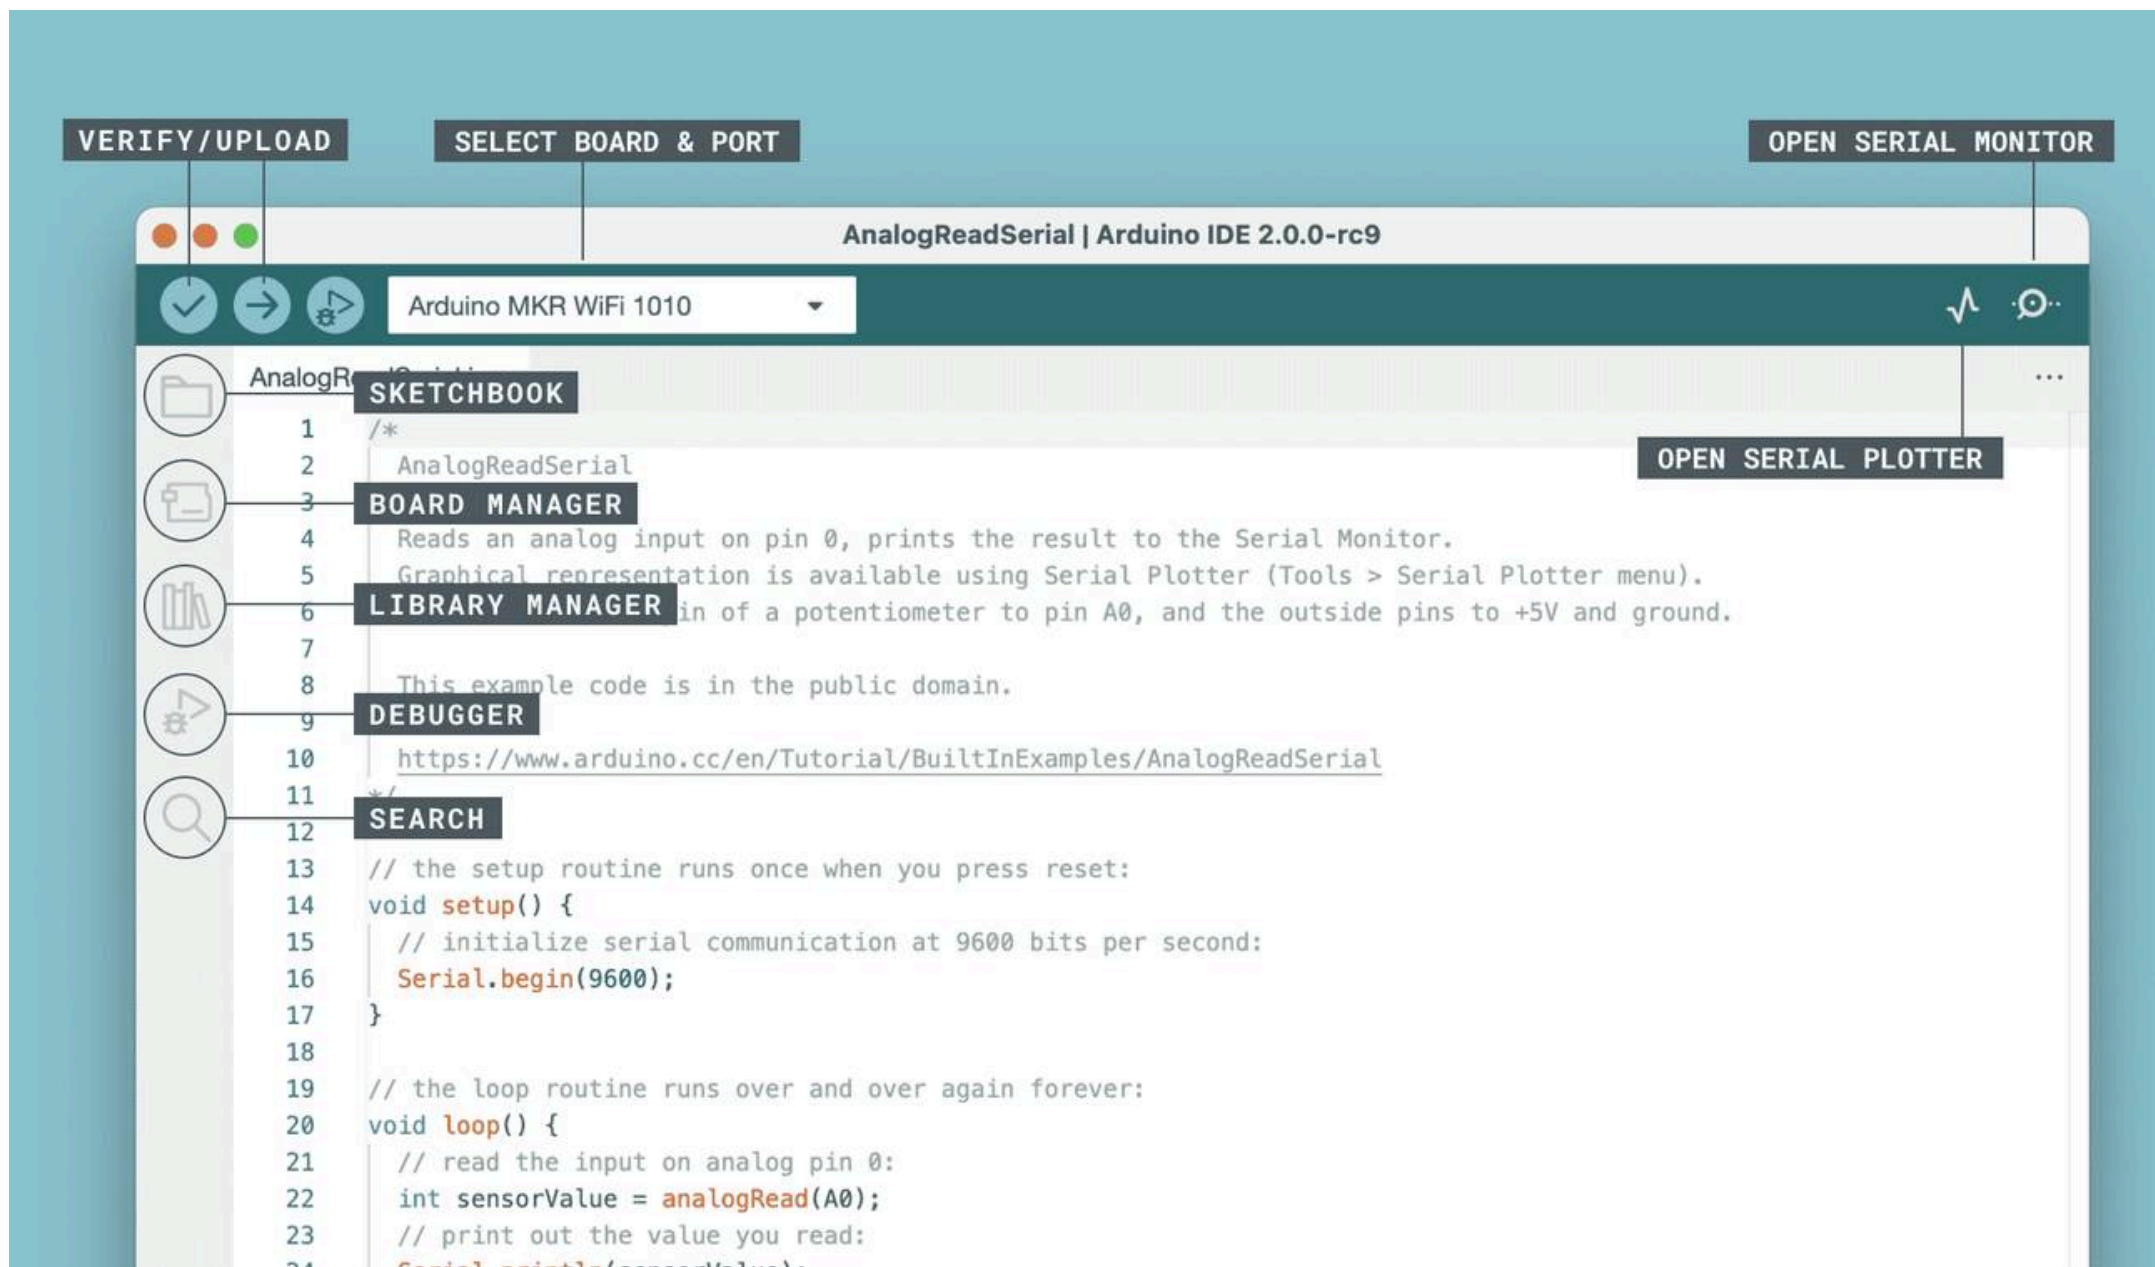 VERIFY/UPLOAD
SELECT BOARD & PORT
OPEN SERIAL MONITOR
AnalogReadSerial | Arduino IDE 2.0.0-rc9
Arduino MKR WiFi 1010
SKETCHBOOK
1 /*
2 AnalogReadSerial
OPEN SERIAL PLOTTER
3
BOARD MANAGER
4 Reads an analog input on pin 0, prints the result to the Serial Monitor.
5 Graphical representation is available using Serial Plotter (Tools > Serial Plotter menu).
LIBRARY MANAGER
6 of a potentiometer to pin A0, and the outside pins to +5V and ground.
7
8 This example code is in the public domain.
DEBUGGER
9
10 https://www.arduino.cc/en/Tutorial/BuiltInExamples/AnalogReadSerial
11 */
SEARCH
12
13 // the setup routine runs once when you press reset:
14 void setup() {
15 // initialize serial communication at 9600 bits per second:
16 Serial.begin(9600);
17 }
18
19 // the loop routine runs over and over again forever:
20 void loop() {
21 // read the input on analog pin 0:
22 int sensorValue = analogRead(A0);
23 // print out the value you read: